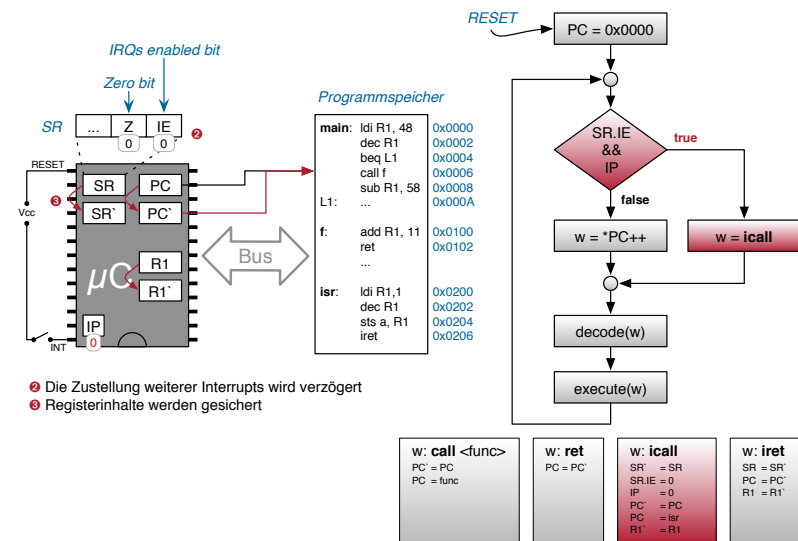 IRQs enabled bit
Zero bit
SR
... Z IE
0 0
❷
RESET
Vcc
❸
SR PC
SR` PC`
µC
R1
R1`
IP
0
INT
Bus
Programmspeicher
main: ldi R1, 48 0x0000
dec R1 0x0002
beq L1 0x0004
call f 0x0006
sub R1, 58 0x0008
L1: ... 0x000A
f: add R1, 11 0x0100
ret 0x0102
...
isr: ldi R1,1 0x0200
dec R1 0x0202
sts a, R1 0x0204
iret 0x0206
❷ Die Zustellung weiterer Interrupts wird verzögert
❸ Registerinhalte werden gesichert
RESET
PC = 0x0000
SR.IE
&&
IP
true
false
w = *PC++
w = icall
decode(w)
execute(w)
w: call <func>
PC` = PC
PC = func
w: ret
PC = PC`
w: icall
SR` = SR
SR.IE = 0
IP = 0
PC` = PC
PC = isr
R1` = R1
w: iret
SR = SR`
PC = PC`
R1 = R1`